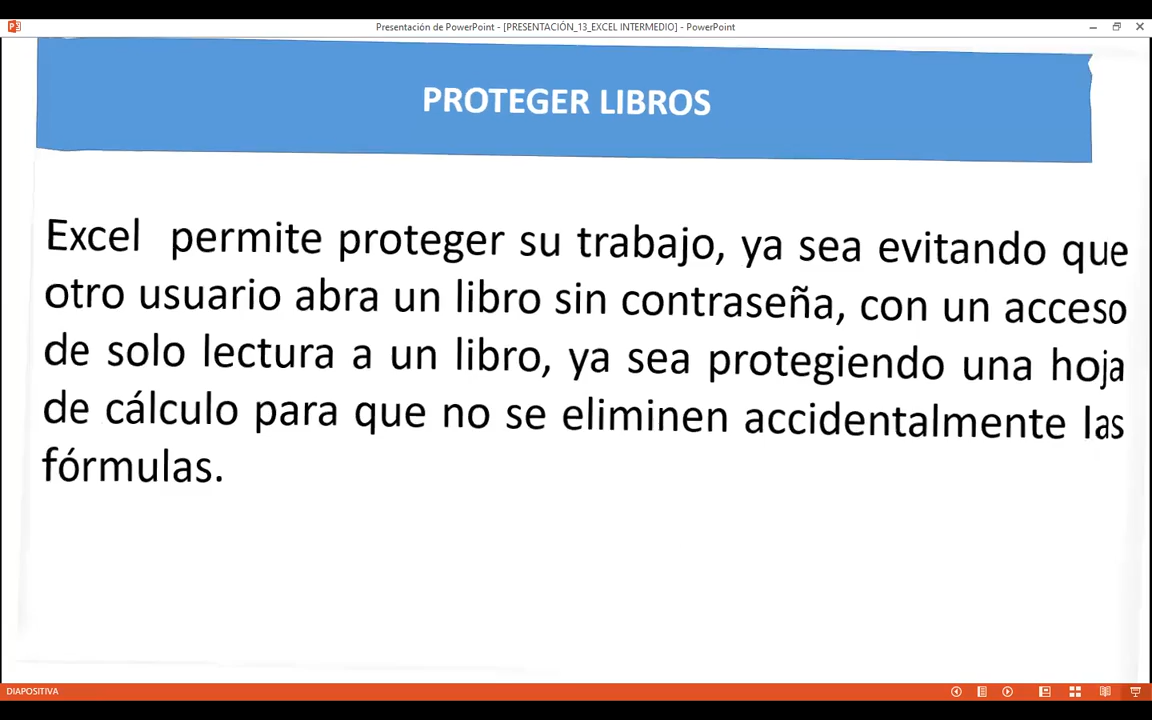 Presentación de PowerPoint - [PRESENTACIÓN_13_EXCEL INTERMEDIO] - PowerPoint
PROTEGER LIBROS
Excel permite proteger su trabajo, ya sea evitando que
otro usuario abra un libro sin contraseña, con un acceso
de solo lectura a un libro, ya sea protegiendo una hoja
de cálculo para que no se eliminen accidentalmente las
fórmulas.
DIAPOSITIVA